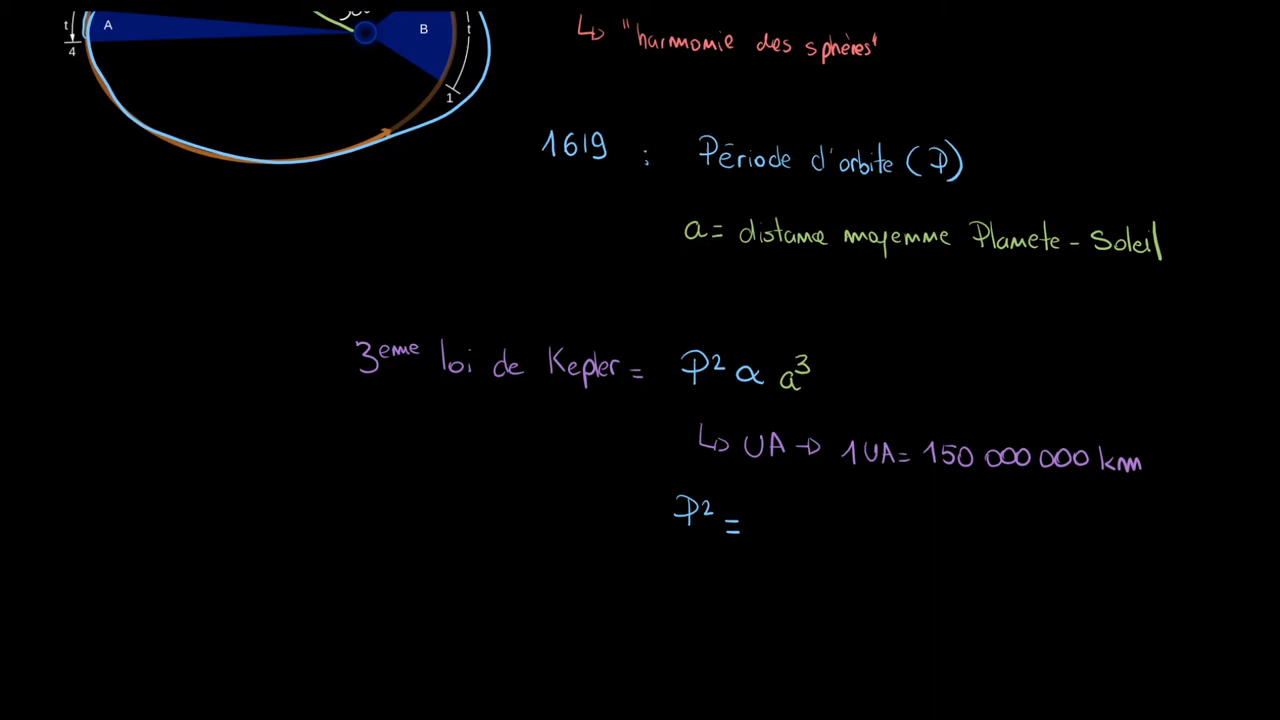 t
4
A
B
t
1
↳ "harmonie des sphères"
1619 : Période d'orbite (P)
a = distance moyenne Planète - Soleil
3eme loi de Kepler = P² ∝ a³
↳ UA → 1 UA = 150 000 000 km
P² =